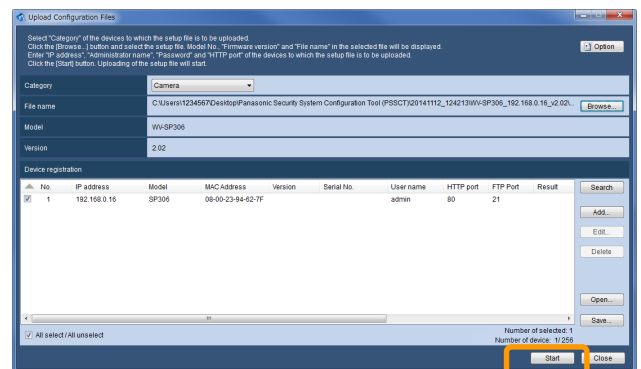 Upload Configuration Files
Select "Category" of the devices to which the setup file is to be uploaded.
Click the [Browse...] button and select the setup file. Model No., "Firmware version" and "File name" in the selected file will be displayed.
Enter "IP address", "Administrator name", "Password" and "HTTP port" of the devices to which the setup file is to be uploaded.
Click the [Start] button. Uploading of the setup file will start.
Option
Category
Camera
File name
C:\Users\1234567\Desktop\Panasonic Security System Configuration Tool (PSSCT)\20141112_124213\WV-SP306_192.168.0.16_v2.02\...
Browse...
Model
WV-SP306
Version
2.02
Device registration
No. IP address Model MAC Address Version Serial No. User name HTTP port FTP Port Result
Search
1 192.168.0.16 SP306 08-00-23-94-62-7F admin 80 21
Add...
Edit...
Delete
Open...
Save...
All select / All unselect
Number of selected: 1
Number of device: 1/ 256
Start
Close